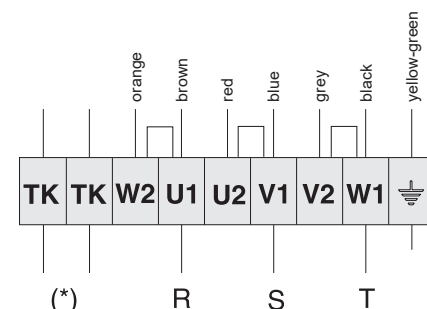 orange brown red blue grey black yellow-green
TK TK W2 U1 U2 V1 V2 W1
(*) R S T